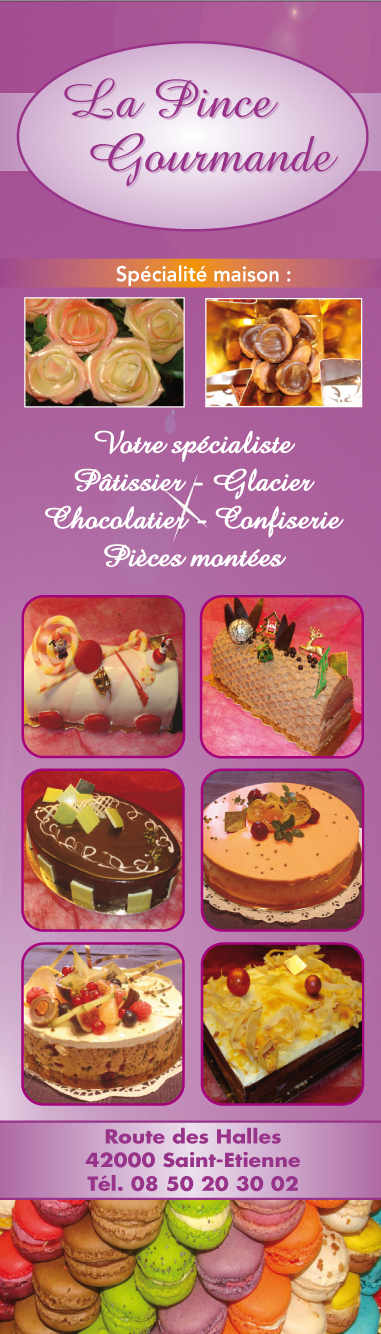 La Pince
Gourmande
Spécialité maison :
Votre spécialiste
Pâtissier - Glacier
Chocolatier - Confiserie
Pièces montées
Route des Halles
42000 Saint-Etienne
Tél. 08 50 20 30 02